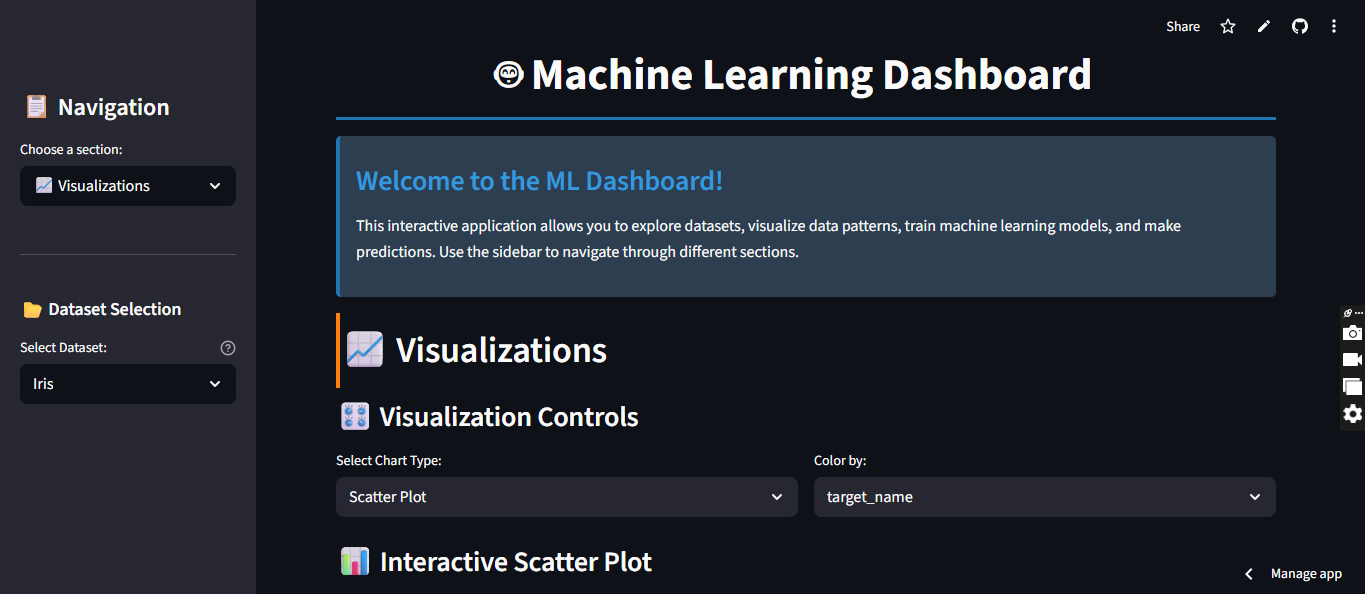 Share
Machine Learning Dashboard
Navigation
Choose a section:
Visualizations
Dataset Selection
Select Dataset:
Iris
Welcome to the ML Dashboard!
This interactive application allows you to explore datasets, visualize data patterns, train machine learning models, and make
predictions. Use the sidebar to navigate through different sections.
Visualizations
Visualization Controls
Select Chart Type:
Color by:
Scatter Plot
target_name
Interactive Scatter Plot
Manage app